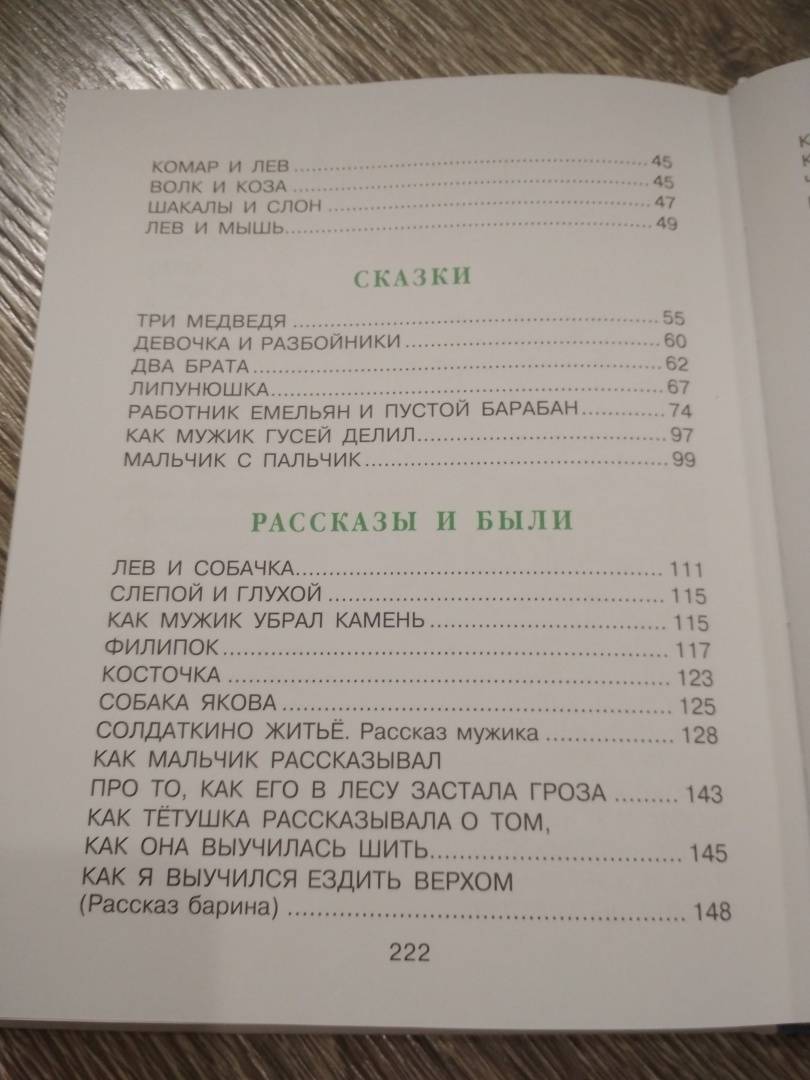 КОМАР И ЛЕВ 45
ВОЛК И КОЗА 45
ШАКАЛЫ И СЛОН 47
ЛЕВ И МЫШЬ 49
СКАЗКИ
ТРИ МЕДВЕДЯ 55
ДЕВОЧКА И РАЗБОЙНИКИ 60
ДВА БРАТА 62
ЛИПУНЮШКА 67
РАБОТНИК ЕМЕЛЬЯН И ПУСТОЙ БАРАБАН 74
КАК МУЖИК ГУСЕЙ ДЕЛИЛ 97
МАЛЬЧИК С ПАЛЬЧИК 99
РАССКАЗЫ И БЫЛИ
ЛЕВ И СОБАЧКА 111
СЛЕПОЙ И ГЛУХОЙ 115
КАК МУЖИК УБРАЛ КАМЕНЬ 115
ФИЛИПОК 117
КОСТОЧКА 123
СОБАКА ЯКОВА 125
СОЛДАТКИНО ЖИТЬЁ. Рассказ мужика 128
КАК МАЛЬЧИК РАССКАЗЫВАЛ
ПРО ТО, КАК ЕГО В ЛЕСУ ЗАСТАЛА ГРОЗА 143
КАК ТЁТУШКА РАССКАЗЫВАЛА О ТОМ,
КАК ОНА ВЫУЧИЛАСЬ ШИТЬ 145
КАК Я ВЫУЧИЛСЯ ЕЗДИТЬ ВЕРХОМ
(Рассказ барина) 148
222